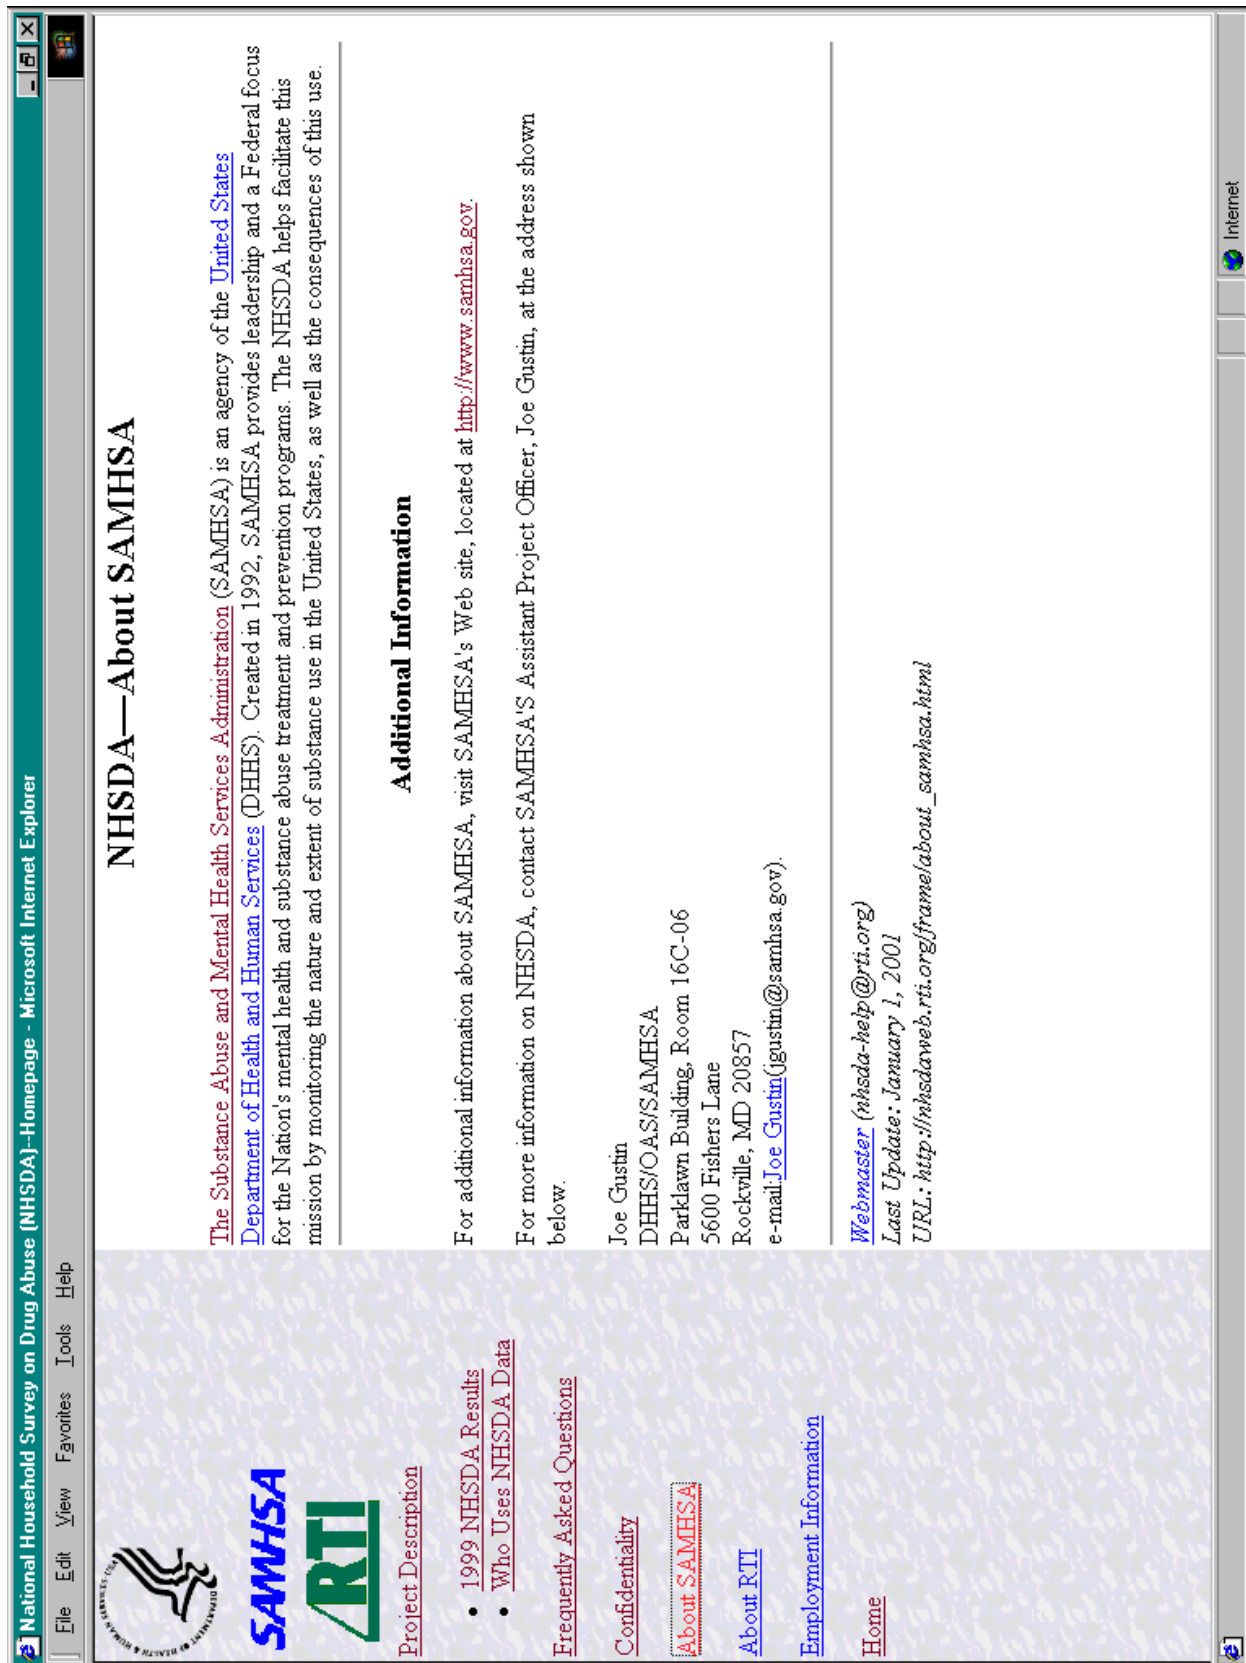 National Household Survey on Drug Abuse (NHSDA)--Homepage - Microsoft Internet Explorer
File Edit View Favorites Tools Help
DEPARTMENT OF HEALTH & HUMAN SERVICES • USA
SAMHSA
RTI
Project Description
• 1999 NHSDA Results
• Who Uses NHSDA Data
Frequently Asked Questions
Confidentiality
About SAMHSA
About RTI
Employment Information
Home
NHSDA—About SAMHSA
The Substance Abuse and Mental Health Services Administration (SAMHSA) is an agency of the United States
Department of Health and Human Services (DHHS). Created in 1992, SAMHSA provides leadership and a Federal focus
for the Nation's mental health and substance abuse treatment and prevention programs. The NHSDA helps facilitate this
mission by monitoring the nature and extent of substance use in the United States, as well as the consequences of this use.
Additional Information
For additional information about SAMHSA, visit SAMHSA's Web site, located at http://www.samhsa.gov.
For more information on NHSDA, contact SAMHSA'S Assistant Project Officer, Joe Gustin, at the address shown
below.
Joe Gustin
DHHS/OAS/SAMHSA
Parklawn Building, Room 16C-06
5600 Fishers Lane
Rockville, MD 20857
e-mail:Joe Gustin(jgustin@samhsa.gov).
Webmaster (nhsda-help@rti.org)
Last Update: January 1, 2001
URL: http://nhsdaweb.rti.org/frame/about_samhsa.html
Internet